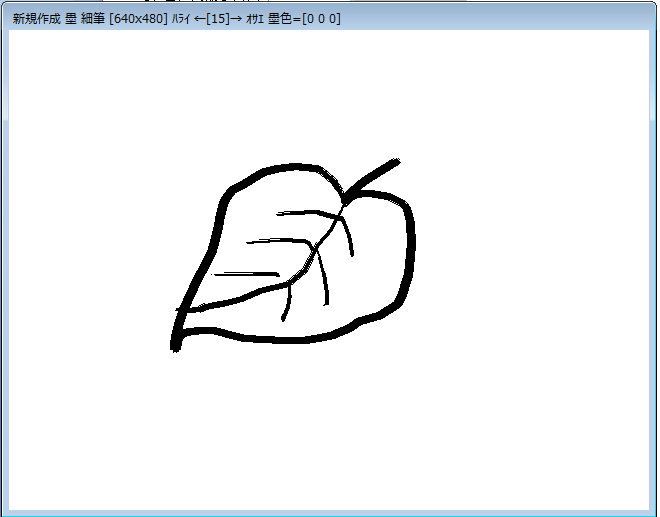 新規作成 墨 細筆 [640x480] ﾊﾗｲ ←[15]→ ｵｻｴ 墨色=[0 0 0]